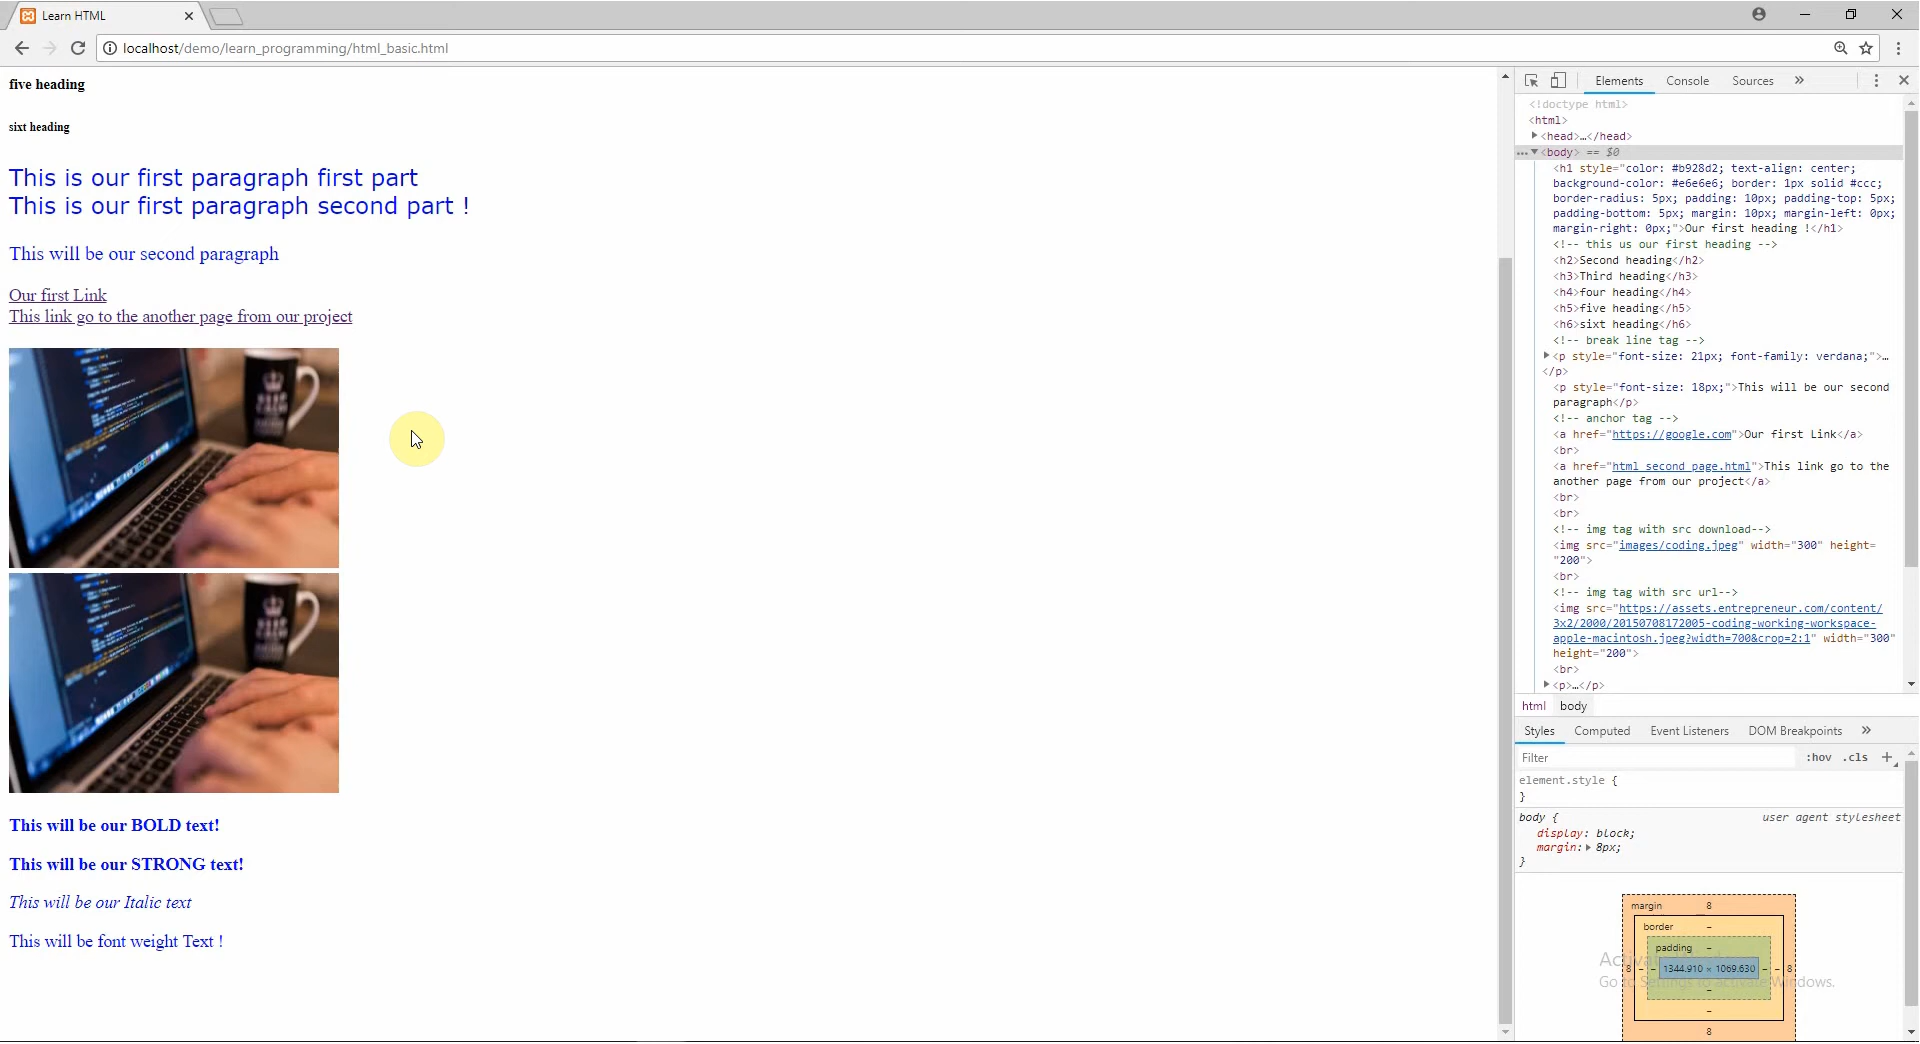 Learn HTML
localhost/demo/learn_programming/html_basic.html
five heading
sixt heading
This is our first paragraph first part
This is our first paragraph second part !
This will be our second paragraph
Our first Link
This link go to the another page from our project
This will be our BOLD text!
This will be our STRONG text!
This will be our Italic text
This will be font weight Text !
Elements Console Sources »
<!doctype html>
<html>
<head>…</head>
… <body> == $0
<h1 style="color: #b928d2; text-align: center;
background-color: #e6e6e6; border: 1px solid #ccc;
border-radius: 5px; padding: 10px; padding-top: 5px;
padding-bottom: 5px; margin: 10px; margin-left: 0px;
margin-right: 0px;">Our first heading !</h1>
<!-- this us our first heading -->
<h2>Second heading</h2>
<h3>Third heading</h3>
<h4>four heading</h4>
<h5>five heading</h5>
<h6>sixt heading</h6>
<!-- break line tag -->
<p style="font-size: 21px; font-family: verdana;">…
</p>
<p style="font-size: 18px;">This will be our second
paragraph</p>
<!-- anchor tag -->
<a href="https://google.com">Our first Link</a>
<br>
<a href="html_second_page.html">This link go to the
another page from our project</a>
<br>
<br>
<!-- img tag with src download-->
<img src="images/coding.jpeg" width="300" height=
"200">
<br>
<!-- img tag with src url-->
<img src="https://assets.entrepreneur.com/content/
3x2/2000/20150708172005-coding-working-workspace-
apple-macintosh.jpeg?width=700&crop=2:1" width="300"
height="200">
<br>
<p>…</p>
html body
Styles Computed Event Listeners DOM Breakpoints »
Filter :hov .cls +
element.style {
}
body { user agent stylesheet
display: block;
margin: 8px;
}
margin 8
border –
padding –
8 – – 1344.910 × 1069.630 – – 8
–
–
8
Go to Settings to activate Windows.